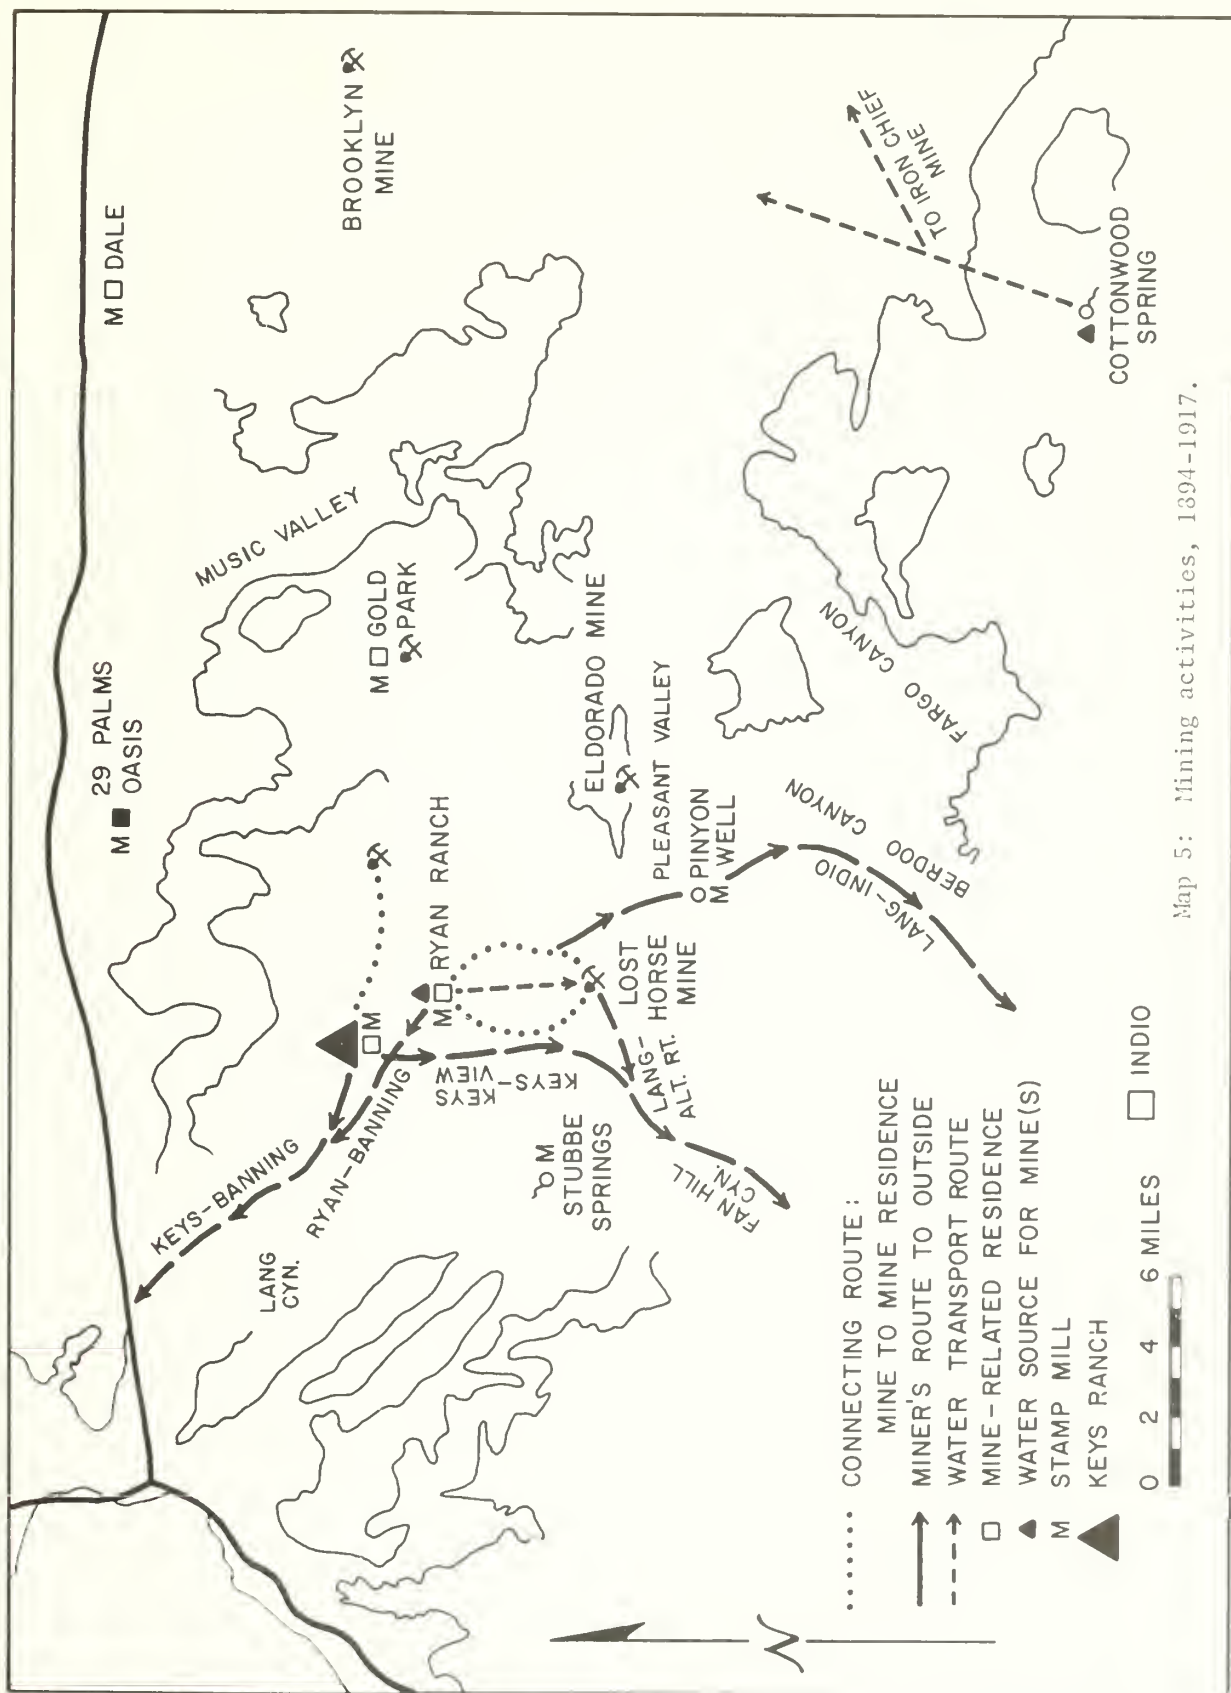 BROOKLYN
MINE
M DALE
TO IRON CHIEF
MINE
COTTONWOOD
SPRING
MUSIC VALLEY
M GOLD
PARK
29 PALMS
M OASIS
ELDORADO MINE
PLEASANT VALLEY
FARGO CANYON
PINYON
M WELL
BERDOO CANYON
LANG-INDIO
M RYAN RANCH
LOST
HORSE
MINE
M
KEYS-KEYS
VIEW
LANG-
ALT. RT.
KEYS-BANNING
RYAN-BANNING
M
STUBBE
SPRINGS
FAN HILL
CYN.
LANG
CYN.
INDIO
CONNECTING ROUTE:
MINE TO MINE RESIDENCE
MINER'S ROUTE TO OUTSIDE
WATER TRANSPORT ROUTE
MINE-RELATED RESIDENCE
WATER SOURCE FOR MINE(S)
M STAMP MILL
KEYS RANCH
0 2 4 6 MILES
N
Map 5: Mining activities, 1894-1917.